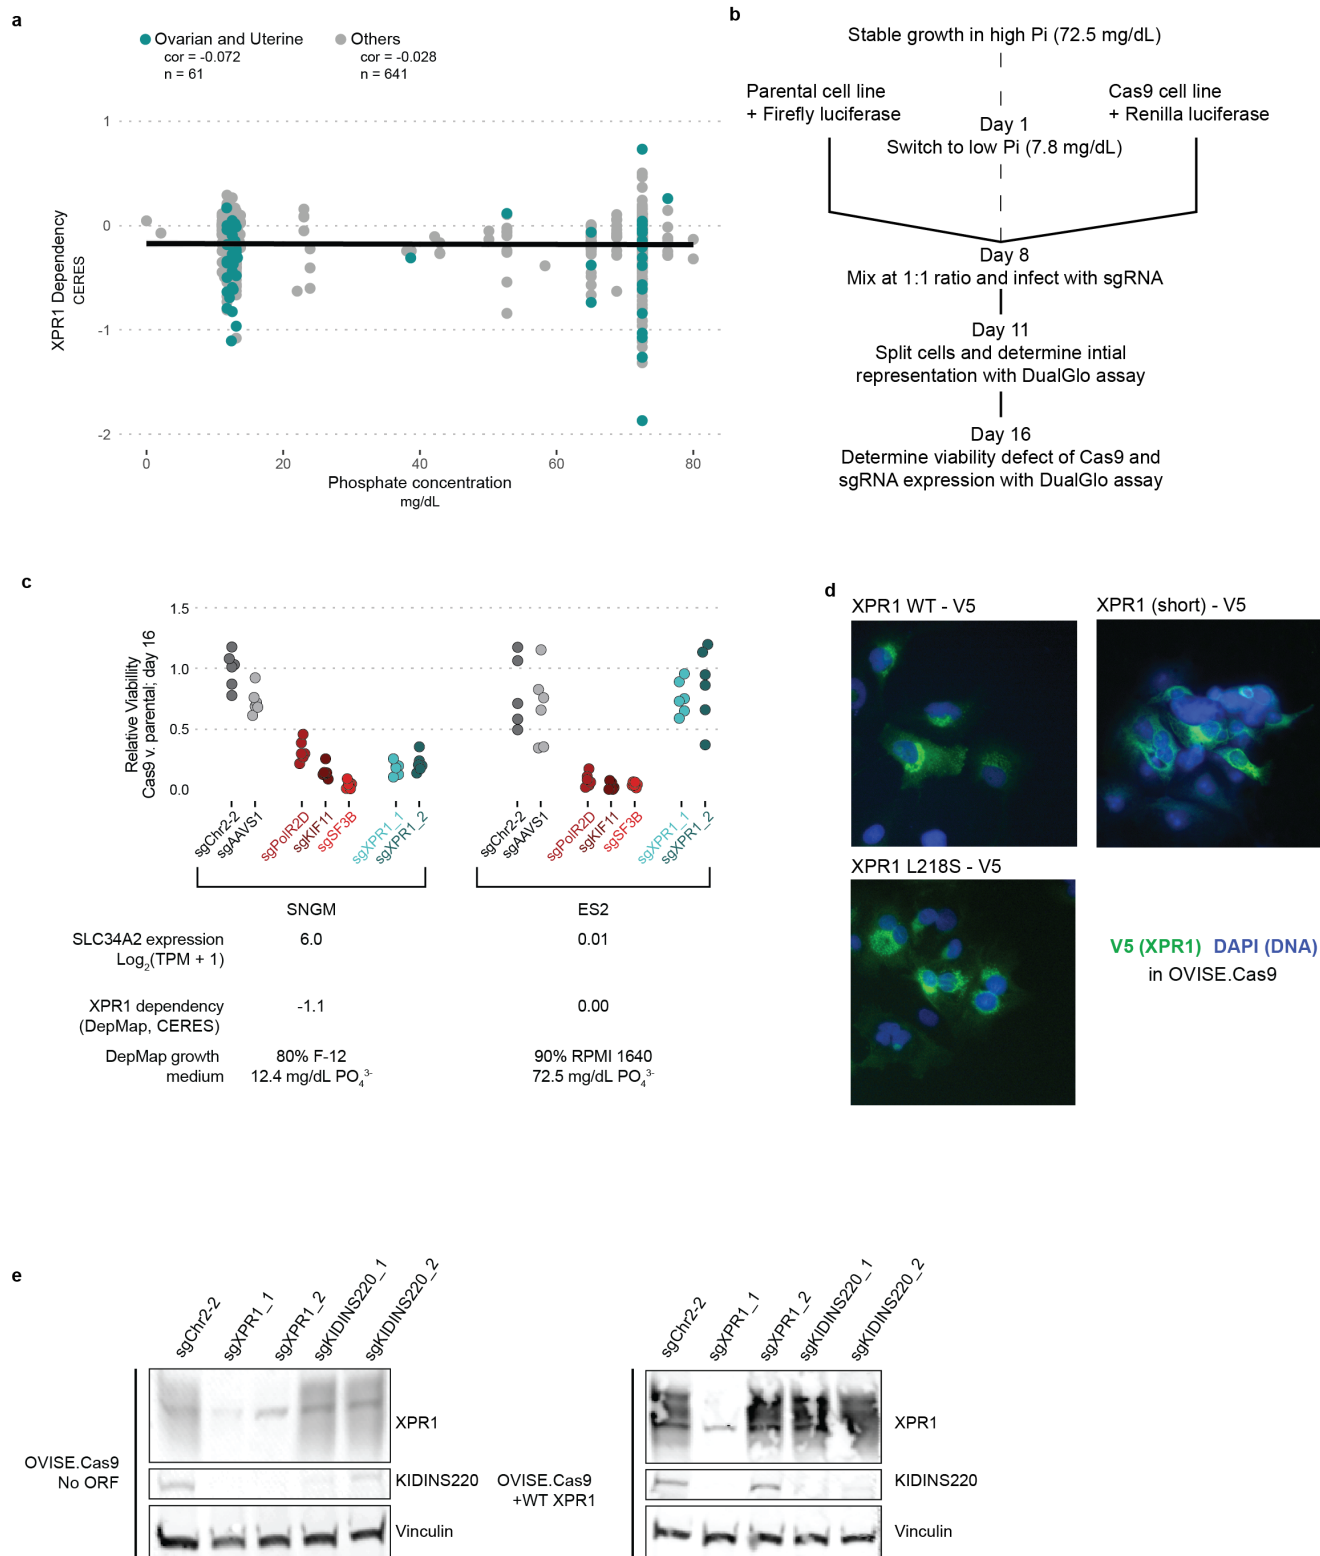 a
Ovarian and Uterine
cor = -0.072
n = 61
Others
cor = -0.028
n = 641
1
0
-1
-2
XPR1 Dependency
CERES
0
20
40
60
80
Phosphate concentration
mg/dL
b
Stable growth in high Pi (72.5 mg/dL)
Parental cell line
+ Firefly luciferase
Cas9 cell line
+ Renilla luciferase
Day 1
Switch to low Pi (7.8 mg/dL)
Day 8
Mix at 1:1 ratio and infect with sgRNA
Day 11
Split cells and determine intial
representation with DualGlo assay
Day 16
Determine viability defect of Cas9 and
sgRNA expression with DualGlo assay
c
Relative Viabillity
Cas9 v. parental; day 16
1.5
1.0
0.5
0.0
sgChr2-2
sgAAVS1
sgPolR2D
sgKIF11
sgSF3B
sgXPR1_1
sgXPR1_2
sgChr2-2
sgAAVS1
sgPolR2D
sgKIF11
sgSF3B
sgXPR1_1
sgXPR1_2
SNGM
ES2
SLC34A2 expression
Log2(TPM + 1)
6.0
0.01
XPR1 dependency
(DepMap, CERES)
-1.1
0.00
DepMap growth
medium
80% F-12
12.4 mg/dL PO4 3-
90% RPMI 1640
72.5 mg/dL PO4 3-
d
XPR1 WT - V5
XPR1 (short) - V5
XPR1 L218S - V5
V5 (XPR1) DAPI (DNA)
in OVISE.Cas9
e
sgChr2-2
sgXPR1_1
sgXPR1_2
sgKIDINS220_1
sgKIDINS220_2
OVISE.Cas9
No ORF
XPR1
KIDINS220
Vinculin
sgChr2-2
sgXPR1_1
sgXPR1_2
sgKIDINS220_1
sgKIDINS220_2
OVISE.Cas9
+WT XPR1
XPR1
KIDINS220
Vinculin